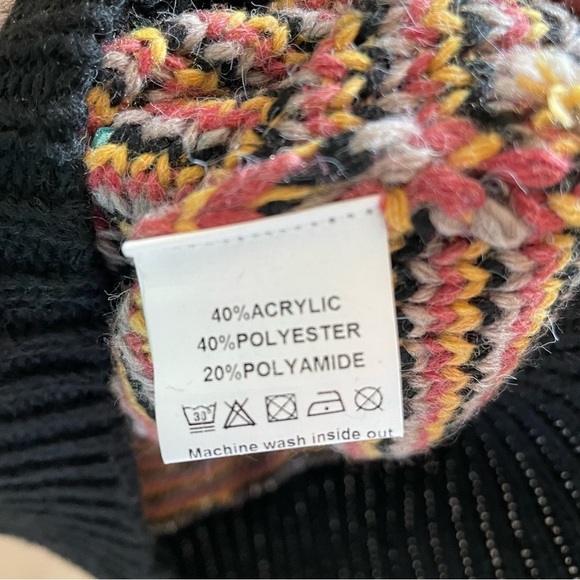 40%ACRYLIC
40%POLYESTER
20%POLYAMIDE
30°
Machine wash inside out